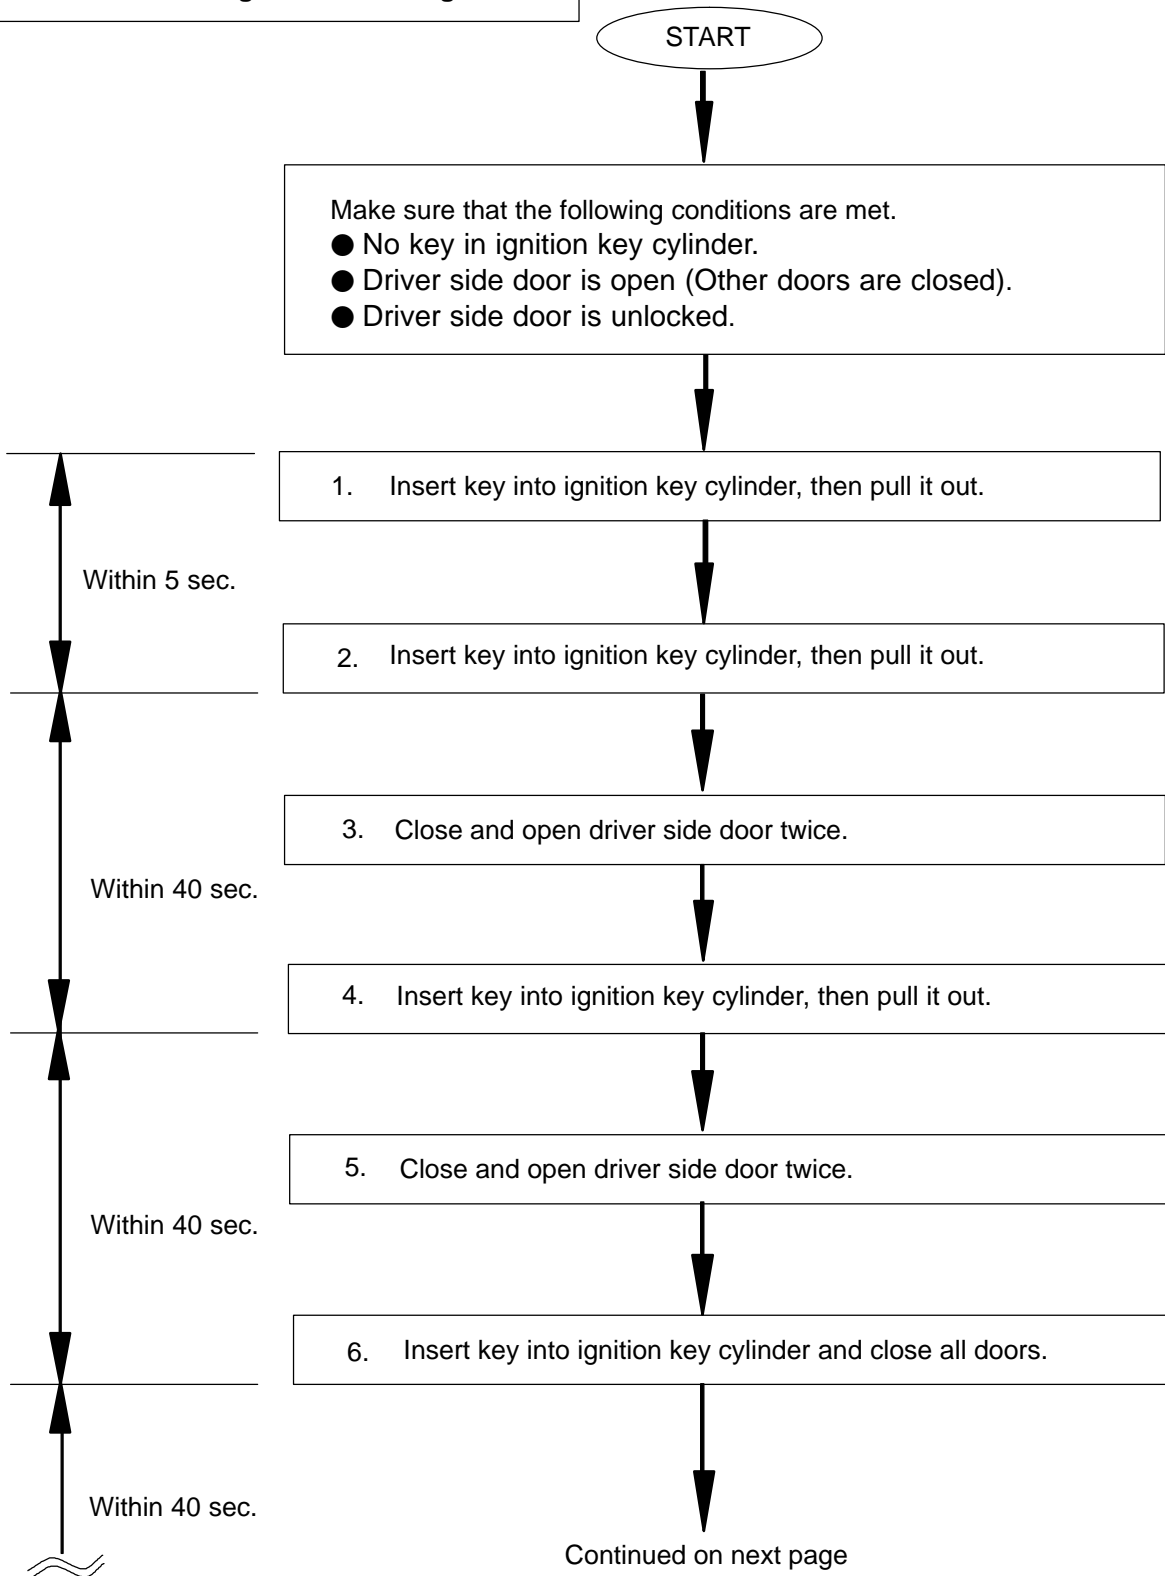 START
Make sure that the following conditions are met.
● No key in ignition key cylinder.
● Driver side door is open (Other doors are closed).
● Driver side door is unlocked.
1. Insert key into ignition key cylinder, then pull it out.
Within 5 sec.
2. Insert key into ignition key cylinder, then pull it out.
3. Close and open driver side door twice.
Within 40 sec.
4. Insert key into ignition key cylinder, then pull it out.
5. Close and open driver side door twice.
Within 40 sec.
6. Insert key into ignition key cylinder and close all doors.
Within 40 sec.
Continued on next page